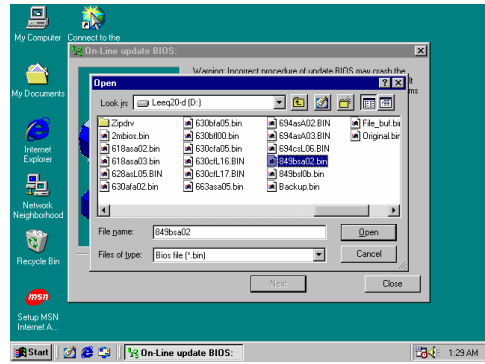 My Computer
Connect to the
On-Line update BIOS:
Warning: Incorrect procedure of update BIOS may crash the
Open
Look in:
Leeq20-d (D:)
My Documents
Zipdrv
630bfa05.bin
694asA02.BIN
File_buf.bin
2mbios.bin
630bfl00.bin
694asA03.BIN
Original.bin
618asa02.bin
630cfa05.bin
694csL06.BIN
618asa03.bin
630cfL16.BIN
849bsa02.bin
628asL05.BIN
630cfL17.BIN
849bsl0b.bin
630afa02.bin
663asa05.bin
Backup.bin
Internet
Explorer
Network
Neighborhood
File name:
849bsa02
Open
Files of type:
Bios file (*.bin)
Cancel
Recycle Bin
Next
Close
msn
Setup MSN
Internet A...
Start
On-Line update BIOS:
1:29 AM